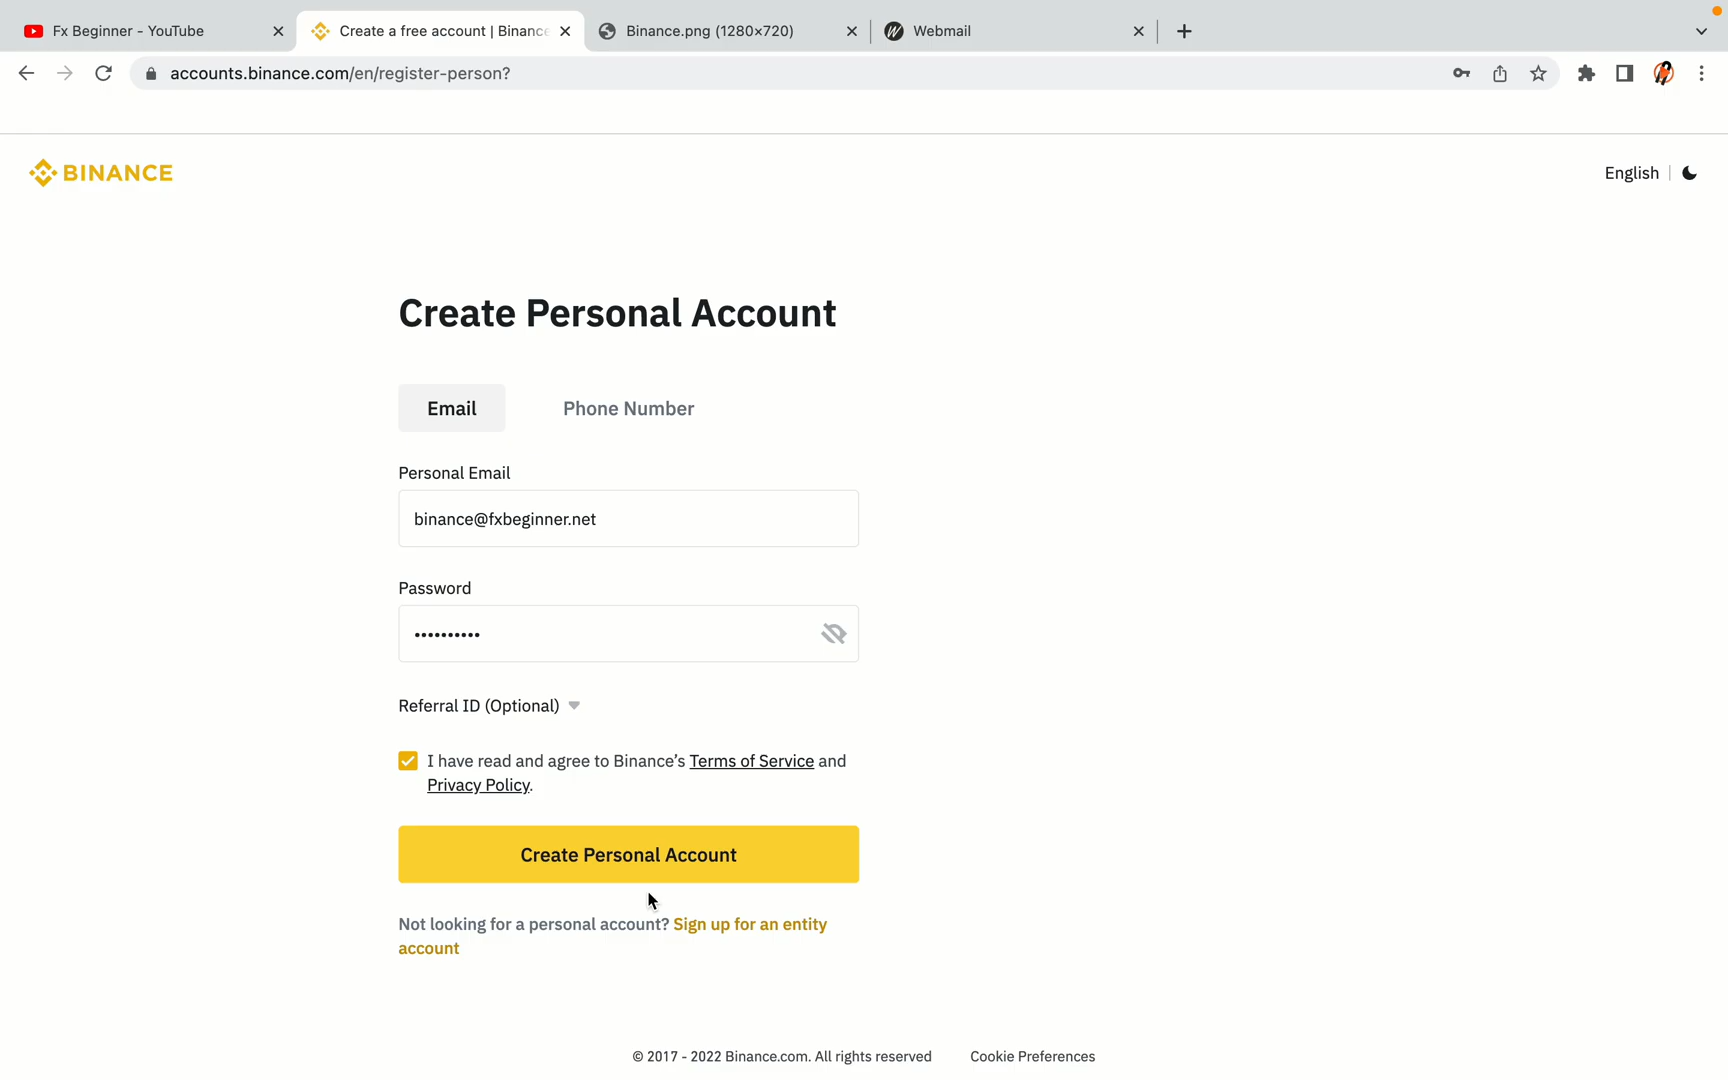 Fx Beginner - YouTube
Create a free account | Binance
Binance.png (1280×720)
Webmail
accounts.binance.com/en/register-person?
BINANCE
English
Create Personal Account
Email
Phone Number
Personal Email
binance@fxbeginner.net
Password
••••••••••
Referral ID (Optional)
I have read and agree to Binance’s Terms of Service and
Privacy Policy.
Create Personal Account
Not looking for a personal account? Sign up for an entity
account
© 2017 - 2022 Binance.com. All rights reserved
Cookie Preferences